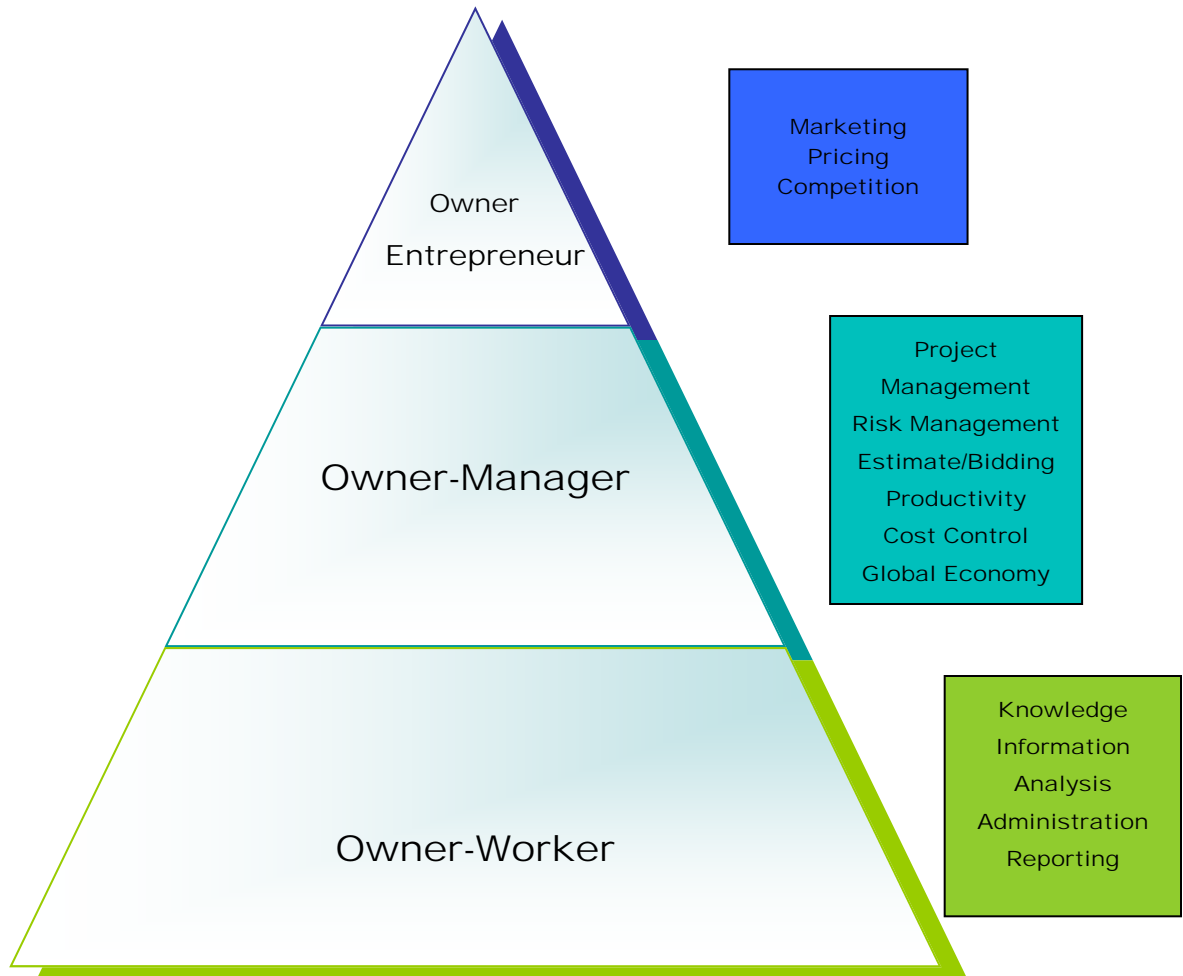 Marketing
Pricing
Competition
Owner
Entrepreneur
Project
Management
Risk Management
Estimate/Bidding
Productivity
Cost Control
Global Economy
Owner-Manager
Knowledge
Information
Analysis
Administration
Reporting
Owner-Worker